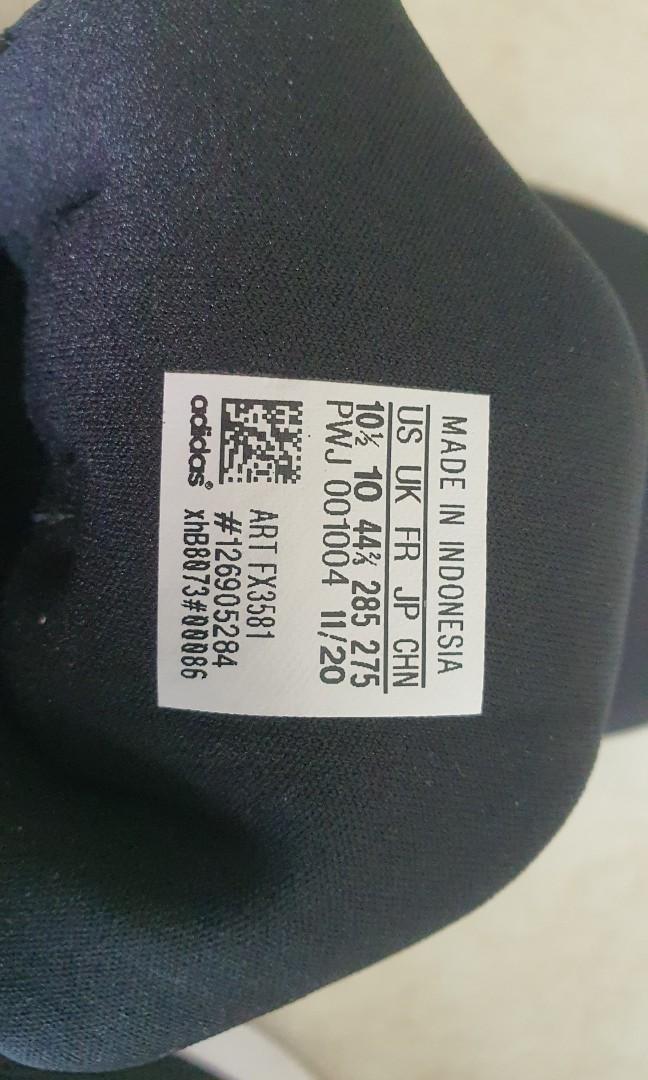 MADE IN INDONESIA
US UK FR JP CHN
10½ 10 44⅔ 285 275
PWJ 001004 11/20
ART FX3581
#126905284
xhB8073#00086
adidas®